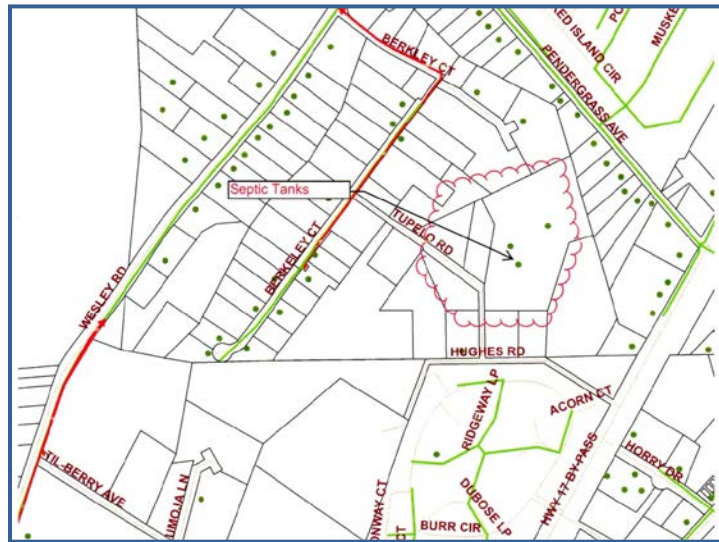 BERKLEY CT
RED ISLAND CIR
MUSKE
PENDERGRASS AVE
Septic Tanks
TUPELO RD
BERKELEY CT
WESLEY RD
HUGHES RD
RIDGEWAY LP
ACORN CT
HWY 17 BY-PASS
HORRY DR
TIL-BERRY AVE
UMOJA LN
ONWAY CT
CT
DUBOSE LP
BURR CIR